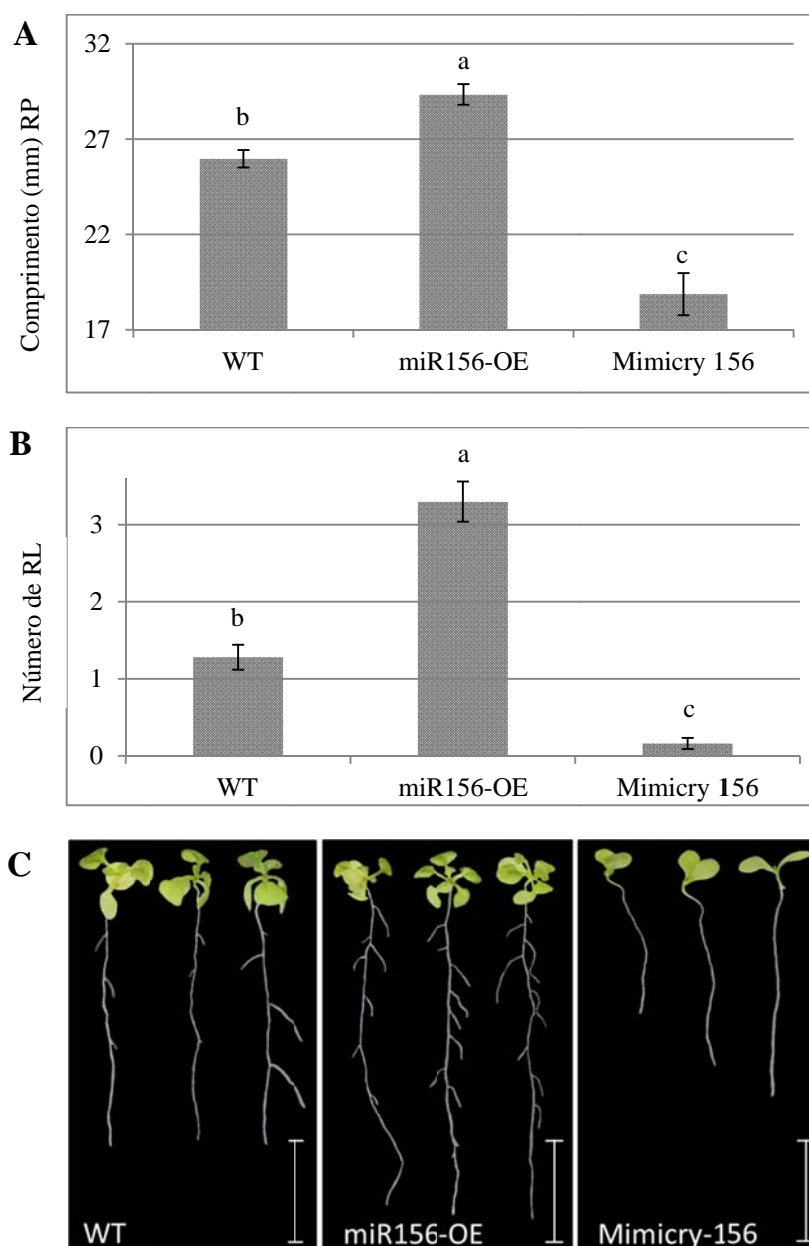 A
Comprimento (mm) RP
32
27
22
17
b
a
c
WT
miR156-OE
Mimicry 156
B
Número de RL
3
2
1
0
b
a
c
WT
miR156-OE
Mimicry 156
C
WT
miR156-OE
Mimicry-156